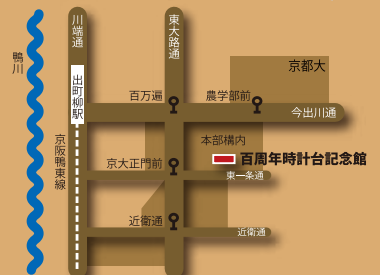 川端通
東大路通
鴨川
出町柳駅
京都大
百万遍
農学部前
今出川通
京阪鴨東線
本部構内
京大正門前
百周年時計台記念館
東一条通
近衛通
近衛通